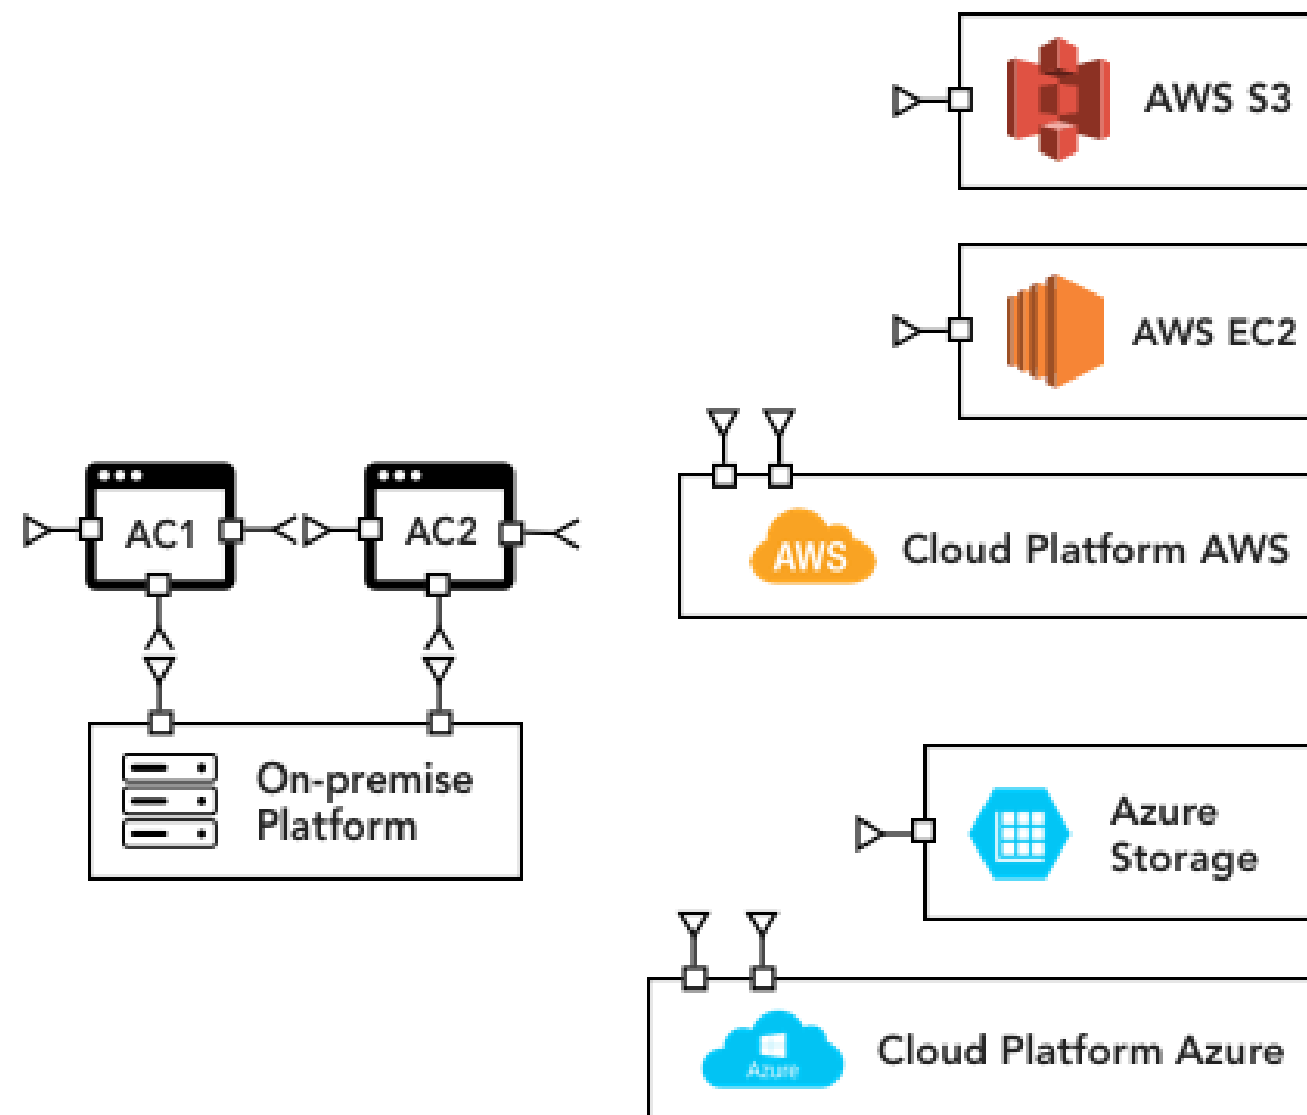 AWS S3
AWS EC2
AC1
AC2
AWS
Cloud Platform AWS
On-premise
Platform
Azure
Storage
Azure
Cloud Platform Azure